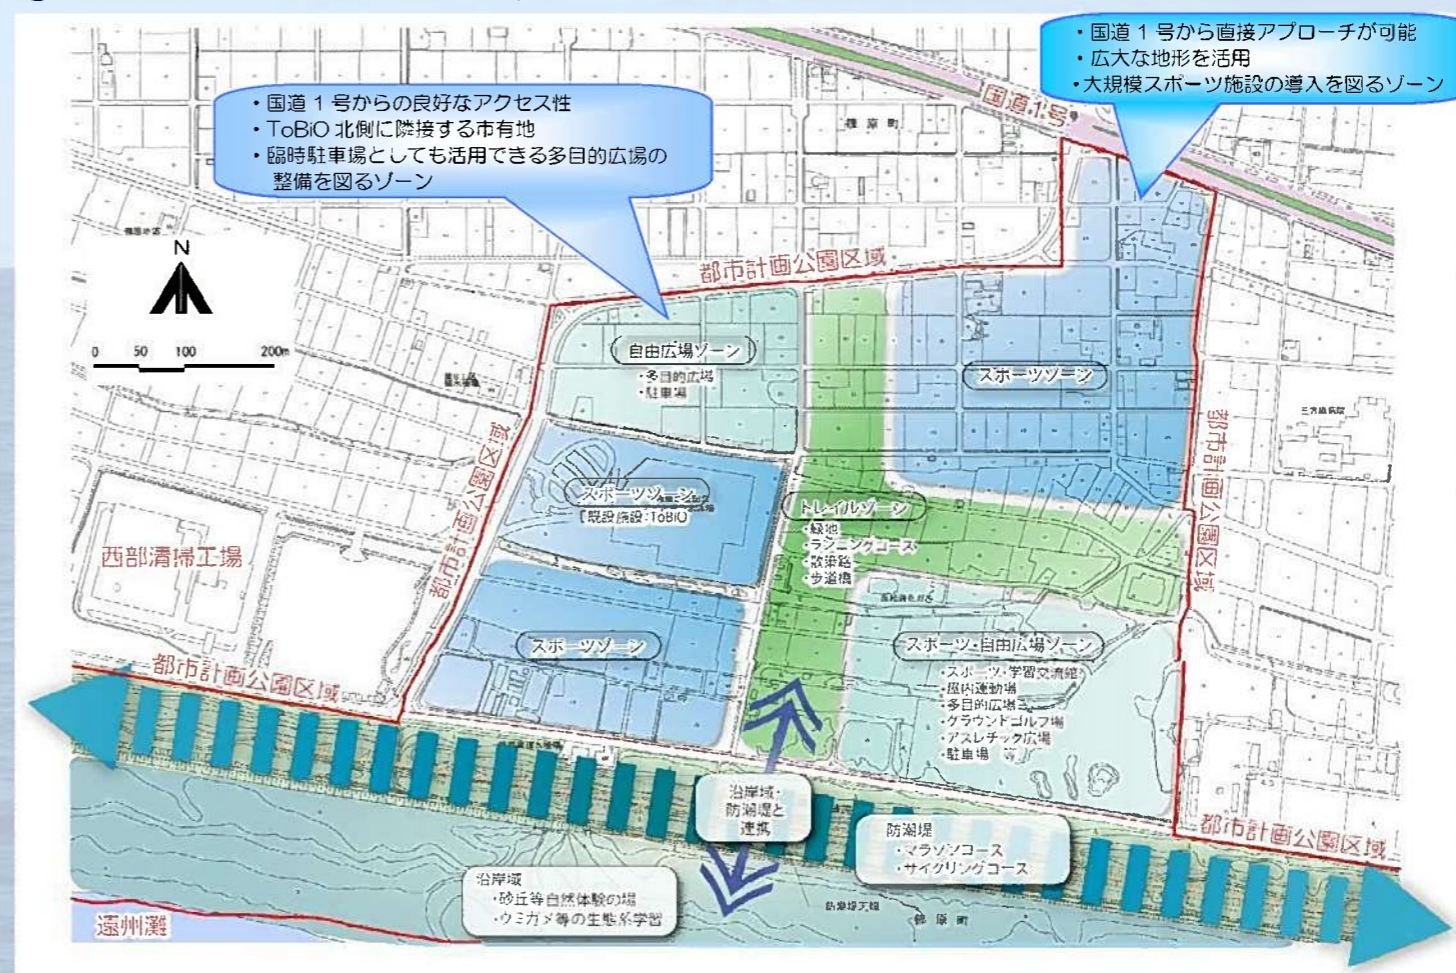 ・国道1号から直接アプローチが可能
・広大な地形を活用
・大規模スポーツ施設の導入を図るゾーン
・国道1号からの良好なアクセス性
・ToBiO 北側に隣接する市有地
・臨時駐車場としても活用できる多目的広場の
整備を図るゾーン
国道1号
篠原町
N
0 50 100 200m
都市計画公園区域
自由広場ゾーン
・多目的広場
・駐車場
スポーツゾーン
三方原病院
都市計画公園区域
都市計画公園区域
スポーツゾーン
[既設施設:ToBiO
トレイルゾーン
・緑地
・ランニングコース
・散策路
・歩道橋
西部清掃工場
スポーツゾーン
スポーツ・自由広場ゾーン
・スポーツ・学習交流館
・屋内運動場
・多目的広場
・グラウンドゴルフ場
・アスレチック広場
・駐車場 等
都市計画公園区域
沿岸域・
防潮堤と
連携
防潮堤
・マラソンコース
・サイクリングコース
都市計画公園区域
沿岸域
・砂丘等自然体験の場
・ウミガメ等の生態系学習
篠原町
遠州灘